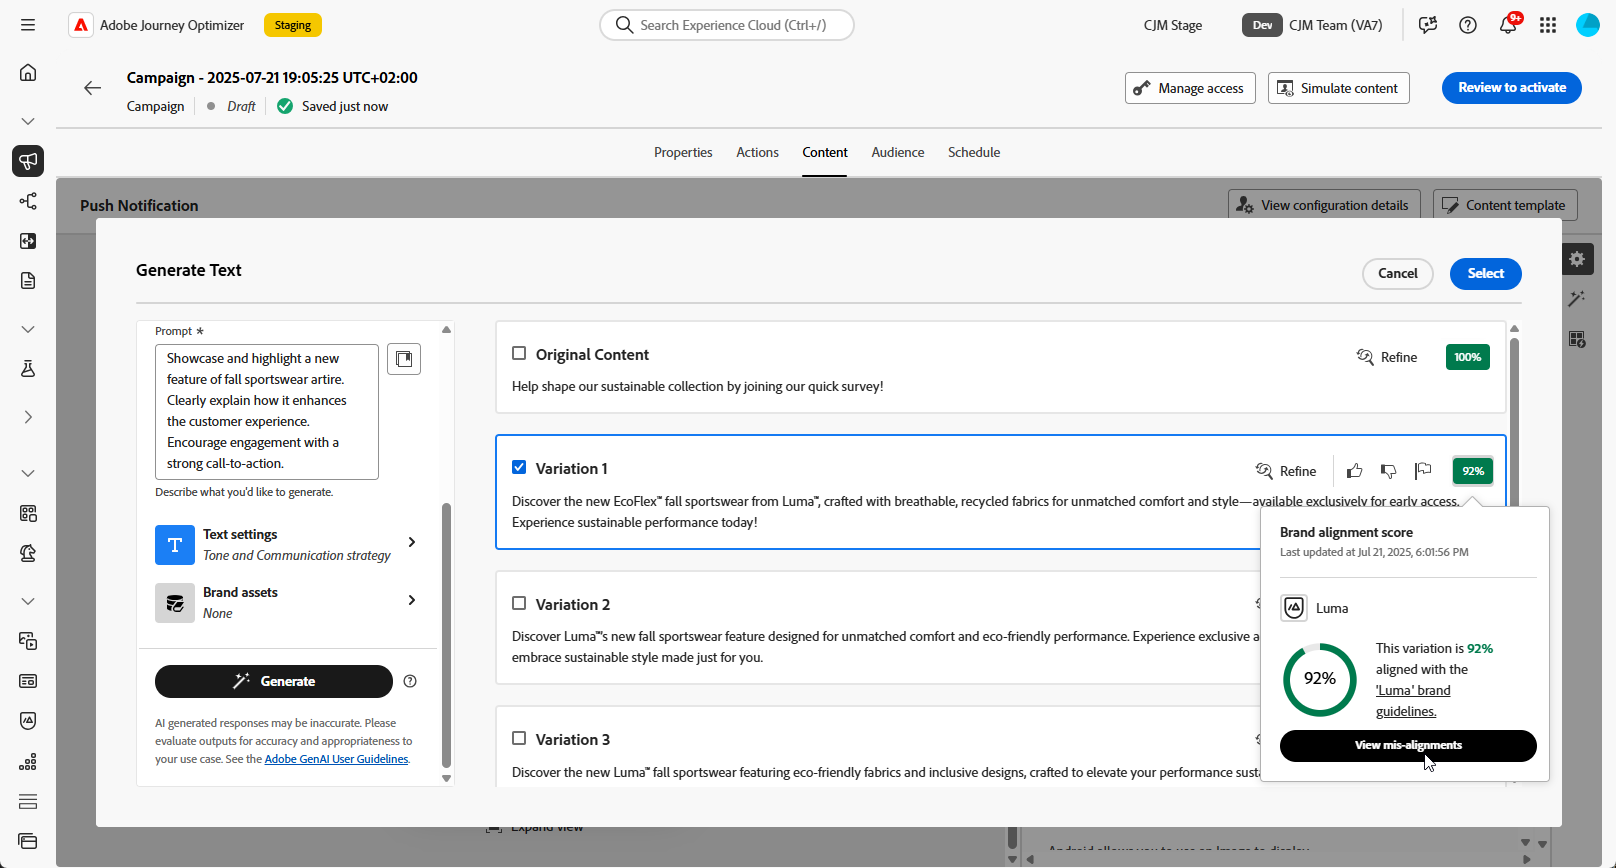 Adobe Journey Optimizer
Staging
Search Experience Cloud (Ctrl+/)
CJM Stage
Dev
CJM Team (VA7)
9+
Campaign - 2025-07-21 19:05:25 UTC+02:00
Campaign
Draft
Saved just now
Manage access
Simulate content
Review to activate
Properties
Actions
Content
Audience
Schedule
Push Notification
View configuration details
Content template
Generate Text
Cancel
Select
Prompt *
Showcase and highlight a new
feature of fall sportswear artire.
Clearly explain how it enhances
the customer experience.
Encourage engagement with a
strong call-to-action.
Describe what you'd like to generate.
Text settings
Tone and Communication strategy
Brand assets
None
Generate
AI generated responses may be inaccurate. Please
evaluate outputs for accuracy and appropriateness to
your use case. See the Adobe GenAI User Guidelines.
Original Content
Refine
100%
Help shape our sustainable collection by joining our quick survey!
Variation 1
Refine
92%
Discover the new EcoFlex™ fall sportswear from Luma™, crafted with breathable, recycled fabrics for unmatched comfort and style—available exclusively for early access.
Experience sustainable performance today!
Variation 2
Discover Luma™'s new fall sportswear feature designed for unmatched comfort and eco-friendly performance. Experience exclusive a
embrace sustainable style made just for you.
Variation 3
Discover the new Luma™ fall sportswear featuring eco-friendly fabrics and inclusive designs, crafted to elevate your performance sust
Brand alignment score
Last updated at Jul 21, 2025, 6:01:56 PM
Luma
92%
This variation is 92%
aligned with the
'Luma' brand
guidelines.
View mis-alignments
Expand view
Android allows you to use an Image to display